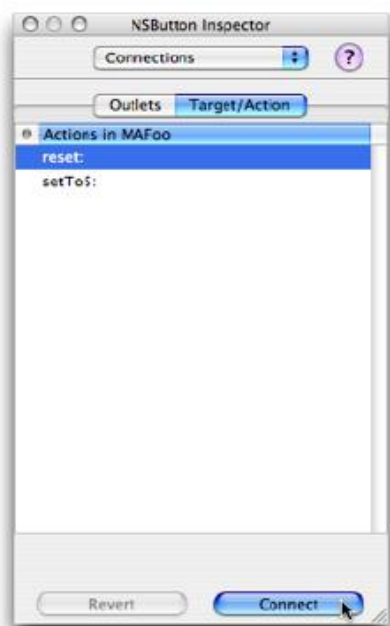 NSButton Inspector
Connections
?
Outlets Target/Action
Actions in MAFoo
reset:
setTo5:
Revert Connect